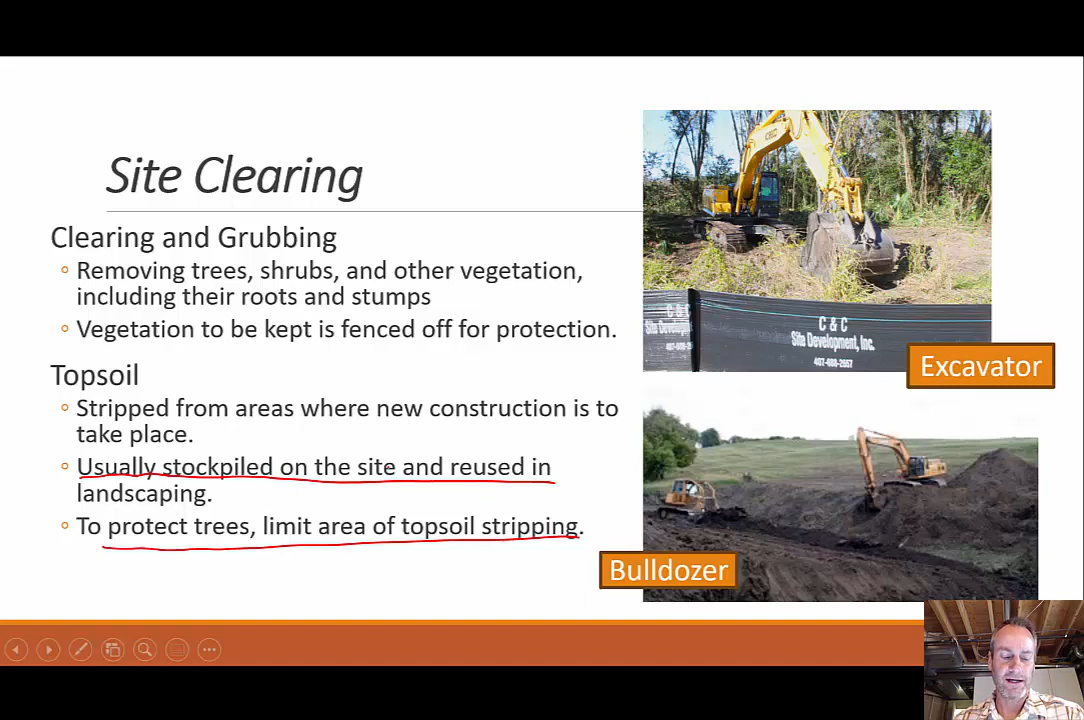 Site Clearing
Clearing and Grubbing
◦ Removing trees, shrubs, and other vegetation,
including their roots and stumps
◦ Vegetation to be kept is fenced off for protection.
Topsoil
◦ Stripped from areas where new construction is to
take place.
◦ Usually stockpiled on the site and reused in
landscaping.
◦ To protect trees, limit area of topsoil stripping.
C & C
Site Development, Inc.
407-688-2667
Excavator
Bulldozer